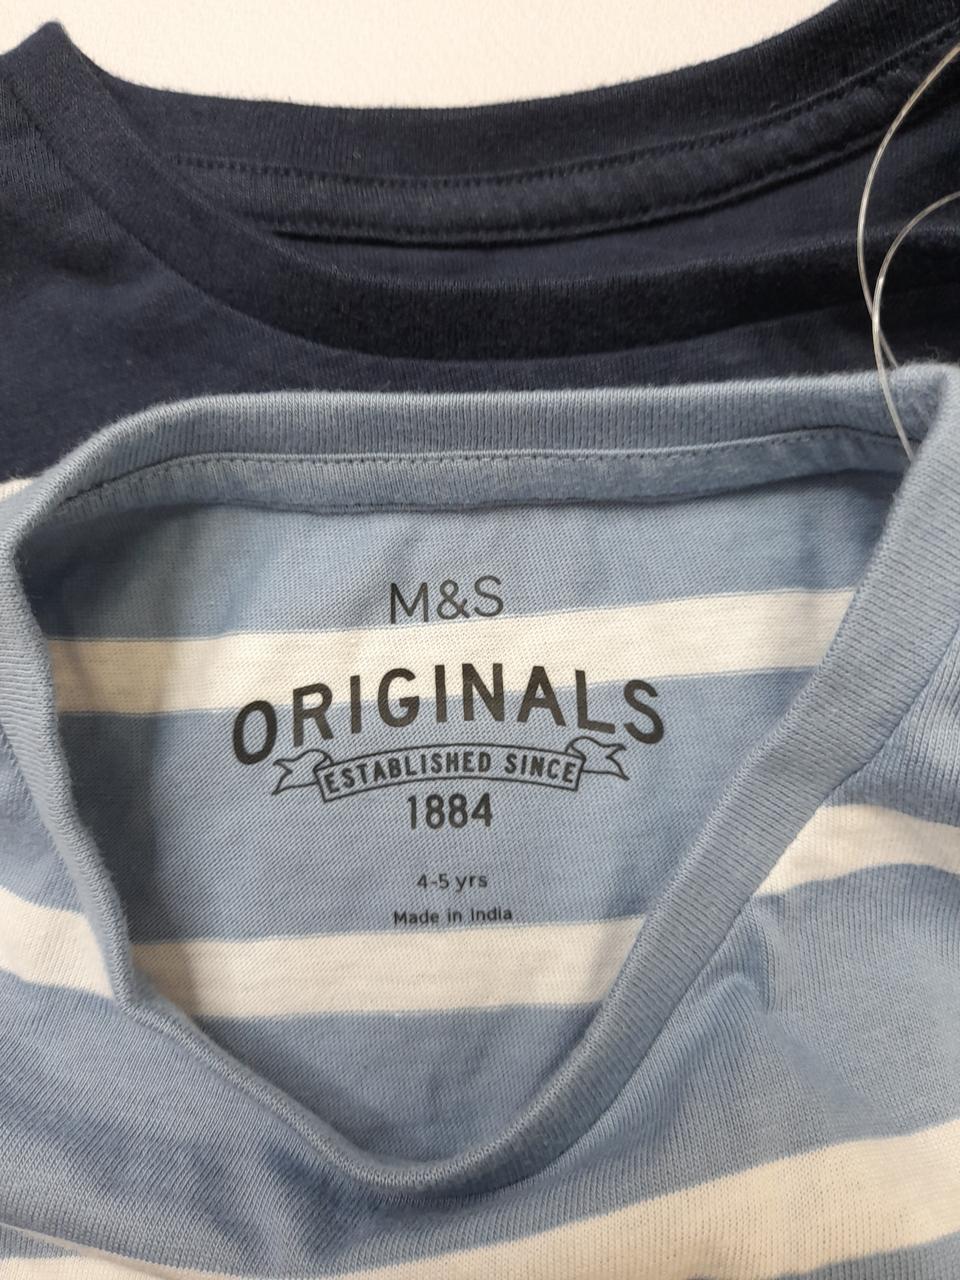 M&S
ORIGINALS
ESTABLISHED SINCE
1884
4-5 yrs
Made in India